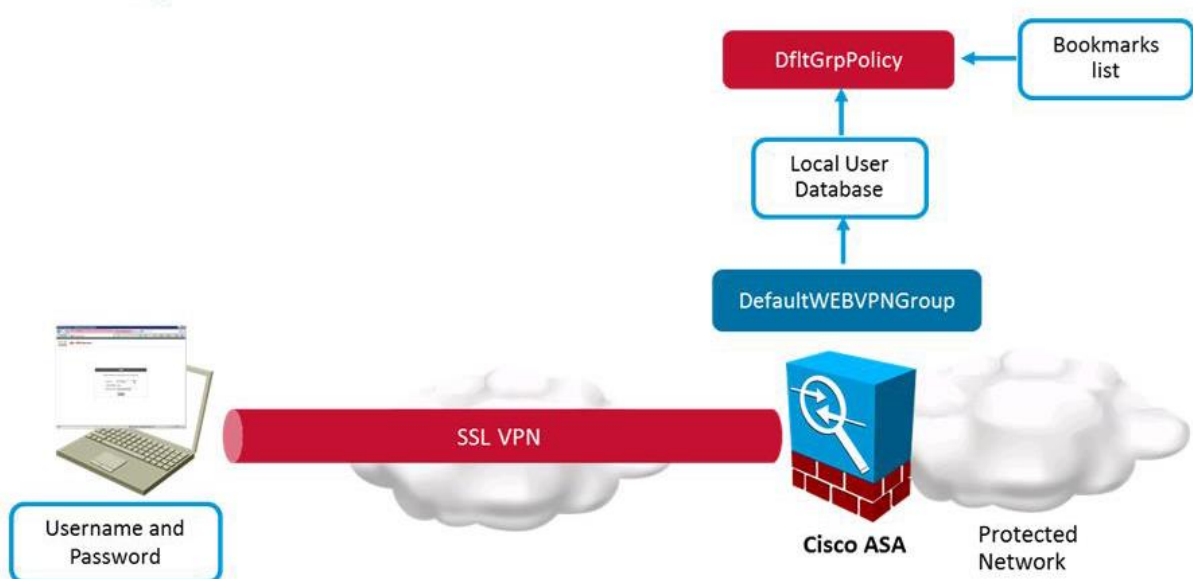 DfltGrpPolicy
Bookmarks
list
Local User
Database
DefaultWEBVPNGroup
SSL VPN
Username and
Password
Cisco ASA
Protected
Network